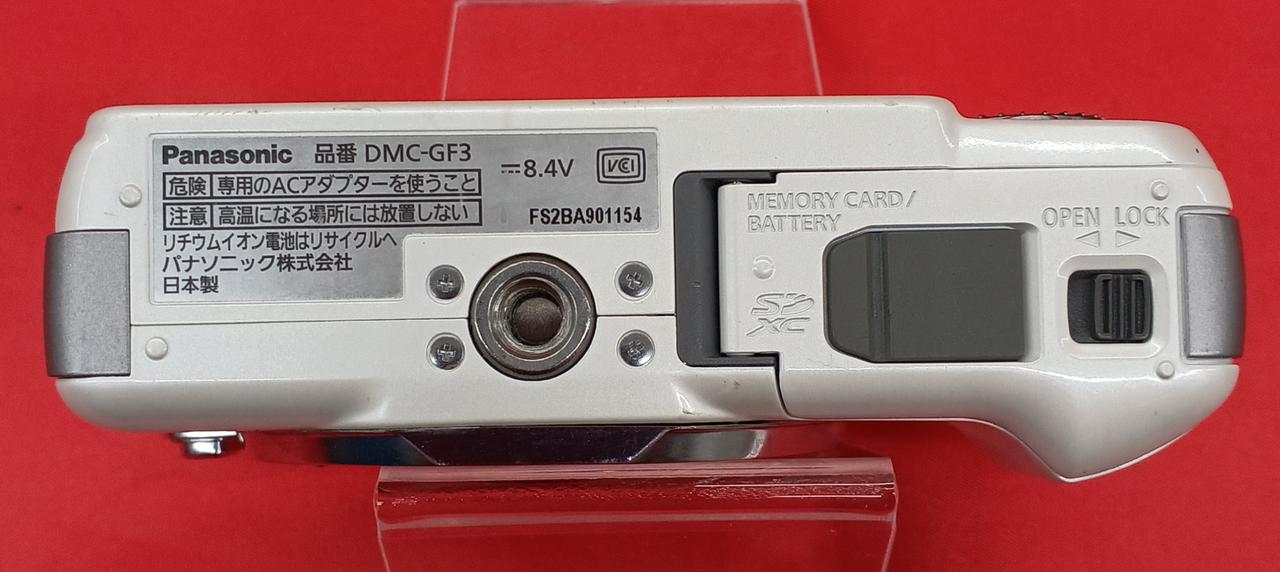 Panasonic 品番 DMC-GF3
危険 専用のACアダプターを使うこと
注意 高温になる場所には放置しない
リチウムイオン電池はリサイクルへ
パナソニック株式会社
日本製
⎓8.4V
VCI
FS2BA901154
MEMORY CARD/
BATTERY
SD
XC
OPEN LOCK